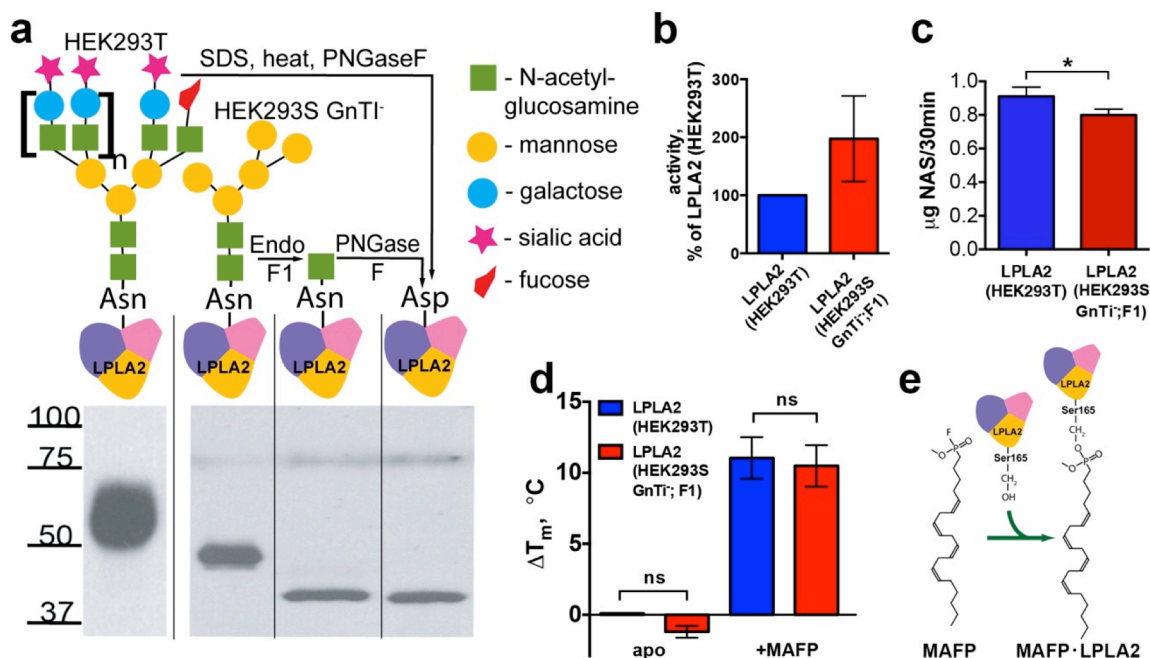 a
HEK293T
SDS, heat, PNGaseF
HEK293S GnTI-
n
- N-acetyl-
glucosamine
- mannose
- galactose
- sialic acid
- fucose
Endo
F1
PNGase
F
Asn
Asn
Asn
Asp
LPLA2
LPLA2
LPLA2
LPLA2
100
75
50
37
b
activity,
% of LPLA2 (HEK293T)
300
200
100
0
LPLA2
(HEK293T)
LPLA2
(HEK293S
GnTi-;F1)
c
*
µg NAS/30min
1.0
0.8
0.6
0.4
0.2
0.0
LPLA2
(HEK293T)
LPLA2
(HEK293S
GnTi-;F1)
d
LPLA2
(HEK293T)
LPLA2
(HEK293S
GnTi-; F1)
ns
ns
ΔTm, °C
15
10
5
0
apo
+MAFP
e
LPLA2
Ser165
CH2
O
O
P
O
LPLA2
Ser165
CH2
OH
F
O
P
O
MAFP
MAFP·LPLA2